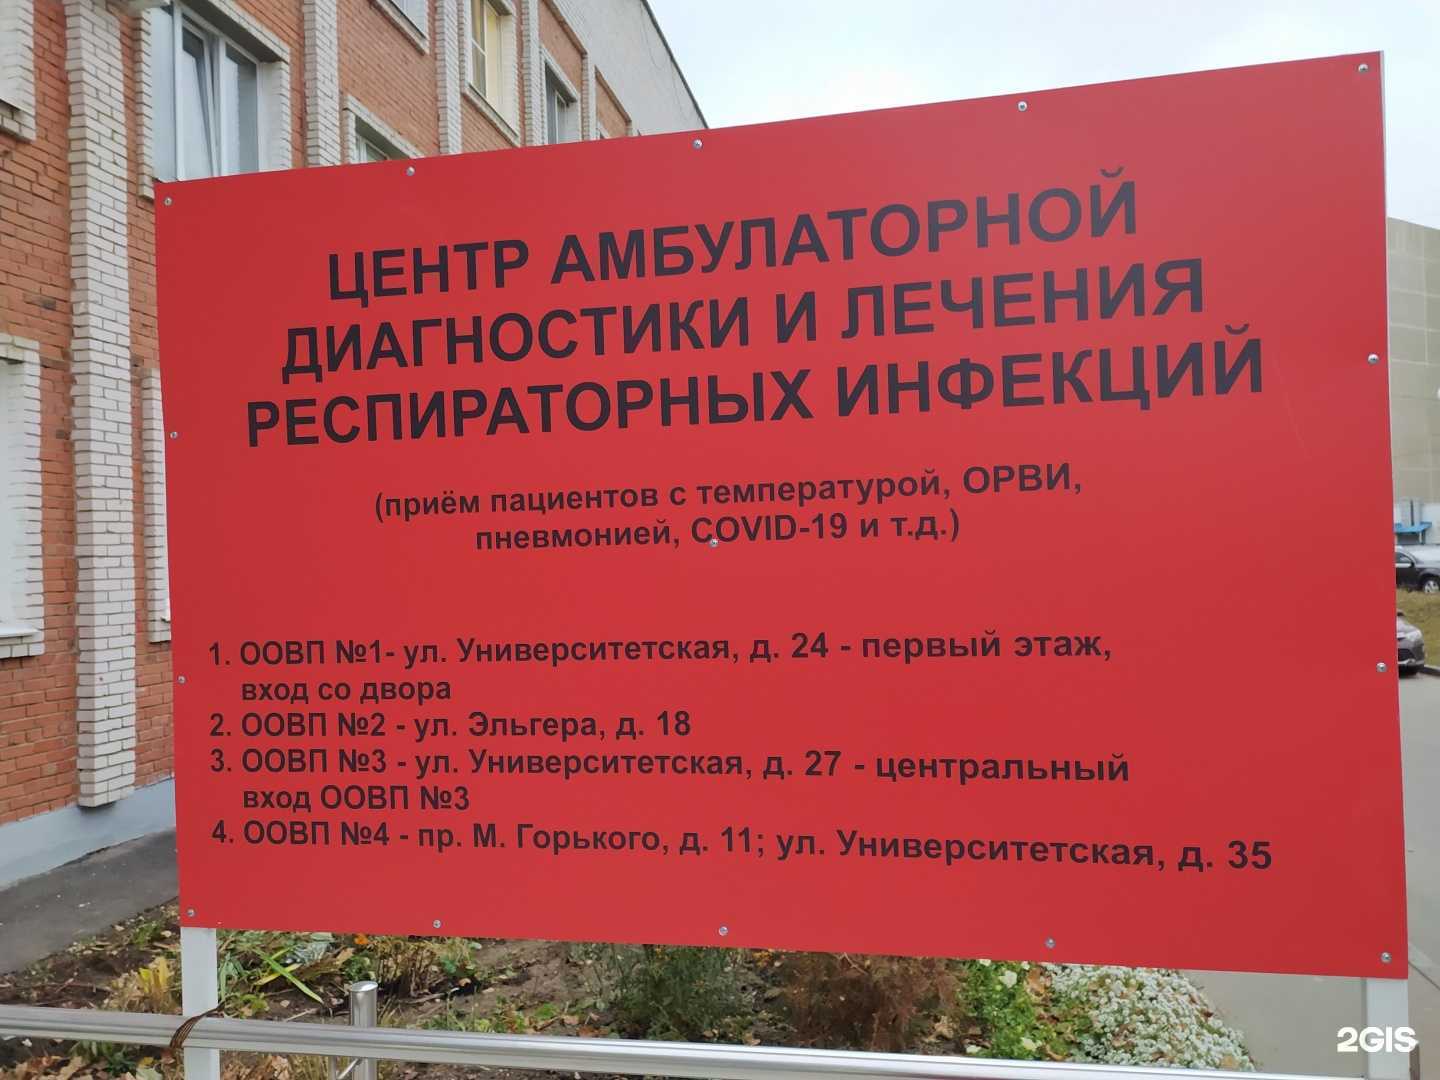 ЦЕНТР АМБУЛАТОРНОЙ
ДИАГНОСТИКИ И ЛЕЧЕНИЯ
РЕСПИРАТОРНЫХ ИНФЕКЦИЙ
(приём пациентов с температурой, ОРВИ,
пневмонией, COVID-19 и т.д.)
1. ООВП №1- ул. Университетская, д. 24 - первый этаж,
вход со двора
2. ООВП №2 - ул. Эльгера, д. 18
3. ООВП №3 - ул. Университетская, д. 27 - центральный
вход ООВП №3
4. ООВП №4 - пр. М. Горького, д. 11; ул. Университетская, д. 35
2GIS